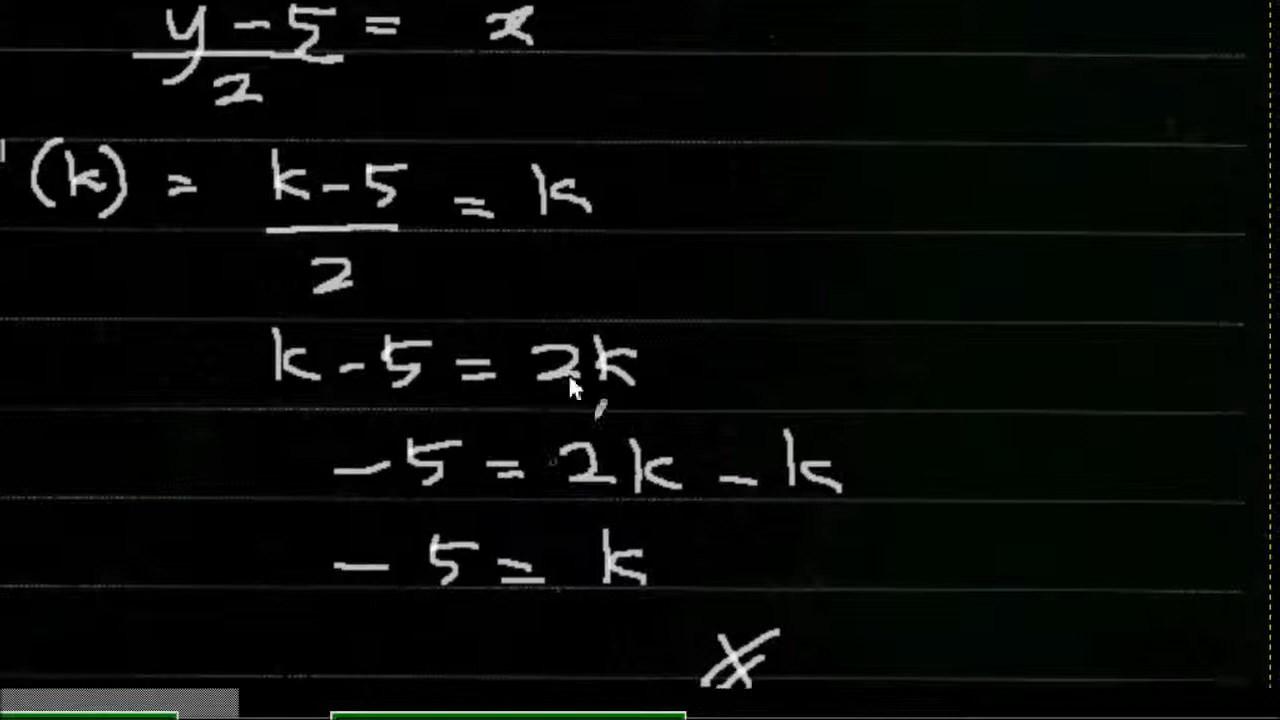 y - 5 = x
2
(k) = k - 5 = k
2
k - 5 = 2k
- 5 = 2k - k
- 5 = k